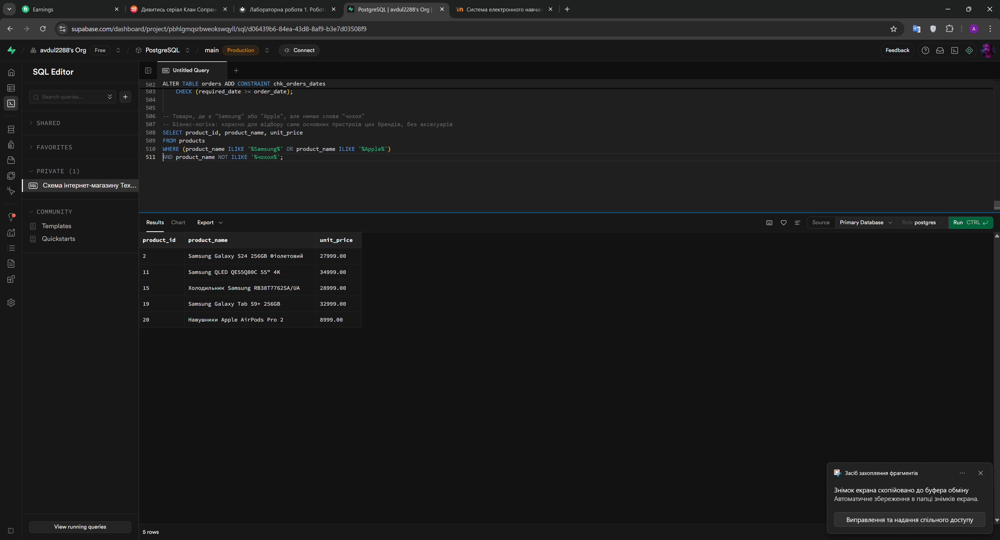 Earnings
Дивитись серіал Клан Сопран
Лабораторна робота 1. Робот
PostgreSQL | avdul2288's Org |
Система електронного навчан
supabase.com/dashboard/project/pbhlgmqsrbweokswqyll/sql/d06439b6-84ea-43d8-8af9-b3e7d03508f9
A
avdul2288's Org Free
PostgreSQL
main Production
Connect
Feedback
SQL Editor
Search queries...
SHARED
FAVORITES
PRIVATE (1)
SQL Схема інтернет-магазину Tex...
COMMUNITY
Templates
Quickstarts
View running queries
SQL Untitled Query
502 ALTER TABLE orders ADD CONSTRAINT chk_orders_dates
503 CHECK (required_date >= order_date);
504
505
506 -- Товари, де є "Samsung" або "Apple", але немає слова "чохол"
507 -- Бізнес-логіка: корисно для відбору саме основних пристроїв цих брендів, без аксесуарів
508 SELECT product_id, product_name, unit_price
509 FROM products
510 WHERE (product_name ILIKE '%Samsung%' OR product_name ILIKE '%Apple%')
511 AND product_name NOT ILIKE '%чохол%';
Results Chart Export
Source Primary Database Role postgres Run CTRL
product_id product_name unit_price
2 Samsung Galaxy S24 256GB Фіолетовий 27999.00
11 Samsung QLED QE55Q80C 55" 4K 34999.00
15 Холодильник Samsung RB38T7762SA/UA 28999.00
19 Samsung Galaxy Tab S9+ 256GB 32999.00
20 Навушники Apple AirPods Pro 2 8999.00
5 rows
Засіб захоплення фрагментів
Знімок екрана скопійовано до буфера обміну
Автоматичне збереження в папці знімків екрана.
Виправлення та надання спільного доступу